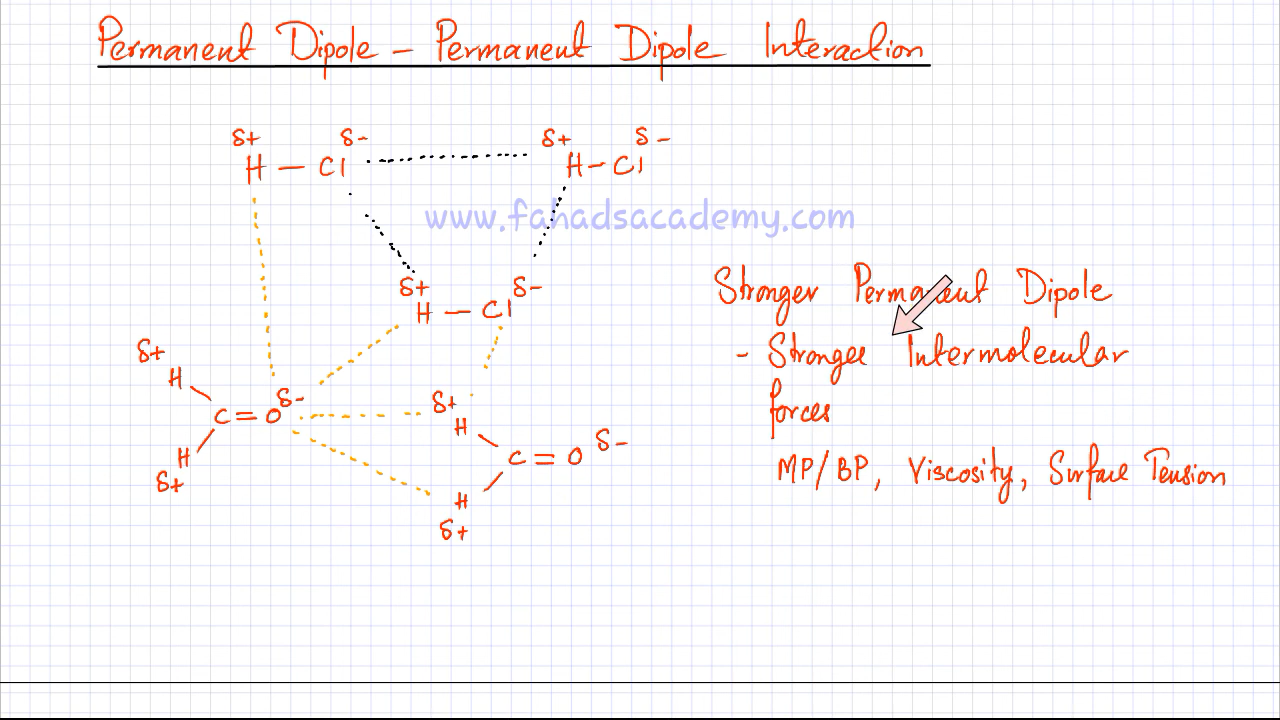 Permanent Dipole – Permanent Dipole Interaction
δ+ δ- δ+ δ-
H — Cl H – Cl
www.fahadsacademy.com
δ+ δ-
H — Cl
Stronger Permanent Dipole
- Stronger Intermolecular
forces
MP/BP, Viscosity, Surface Tension
δ+
H
δ-
C = O
H
δ+
δ+
H
δ-
C = O
H
δ+